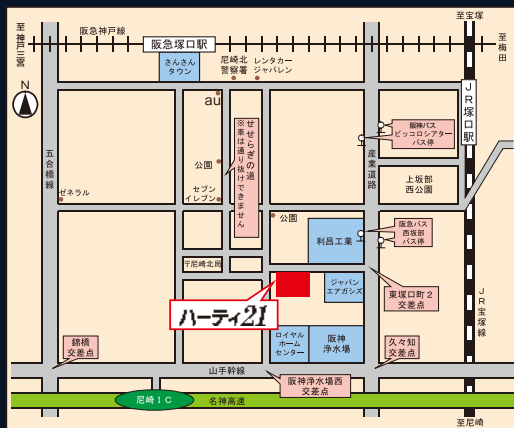 至宝塚
至神戸三宮
阪急神戸線
阪急塚口駅
至梅田
さんさん
タウン
尼崎北
警察署
レンタカー
ジャパレン
N
au
JR塚口駅
阪神バス
ピッコロシアター
バス停
せせらぎの道
※車は通り抜けできません
五合橋線
産業道路
公園
セブン
イレブン
ゼネラル
上坂部
西公園
公園
利昌工業
阪急バス
西坂部
バス停
〒尼崎北局
ジャパン
エアガシズ
東塚口町2
交差点
JR宝塚線
ハーティ21
錦橋
交差点
ロイヤル
ホーム
センター
阪神
浄水場
久々知
交差点
山手幹線
阪神浄水場西
交差点
尼崎IC
名神高速
至尼崎